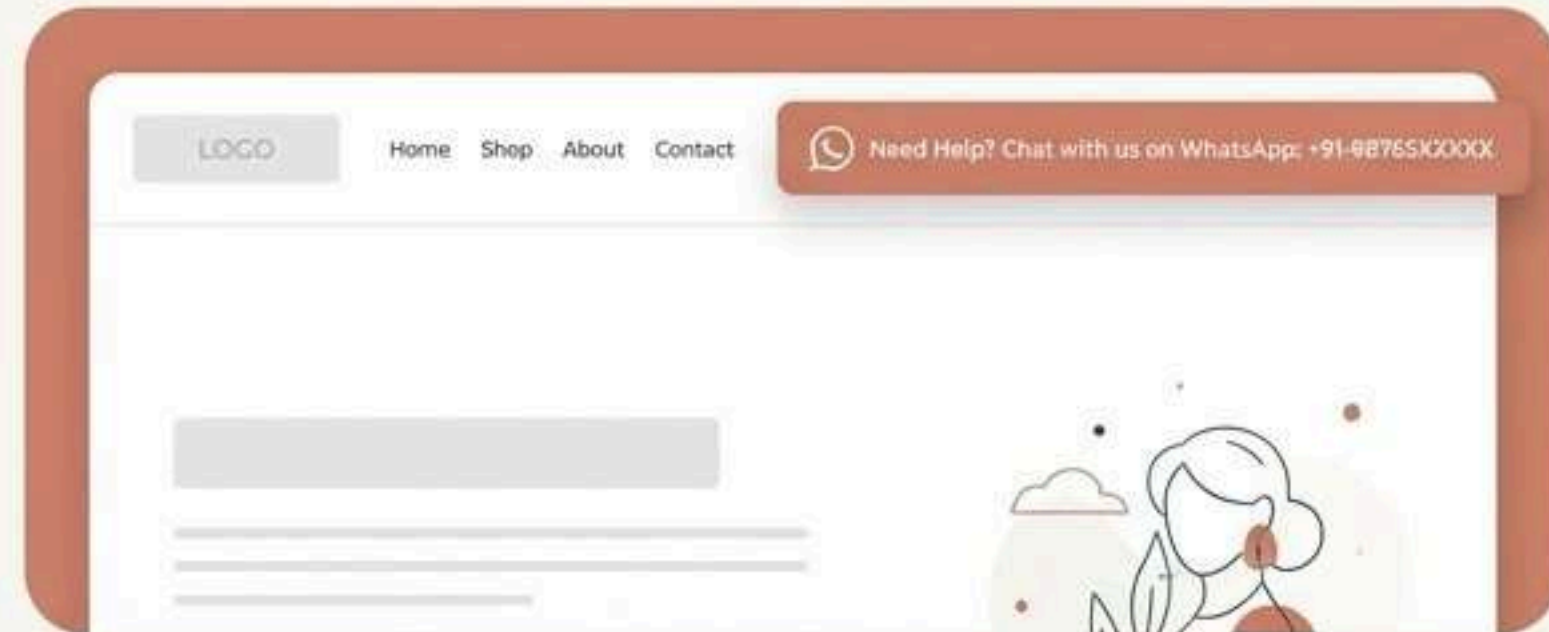 LOGO
Home Shop About Contact
Need Help? Chat with us on WhatsApp: +91-98765XXXXX